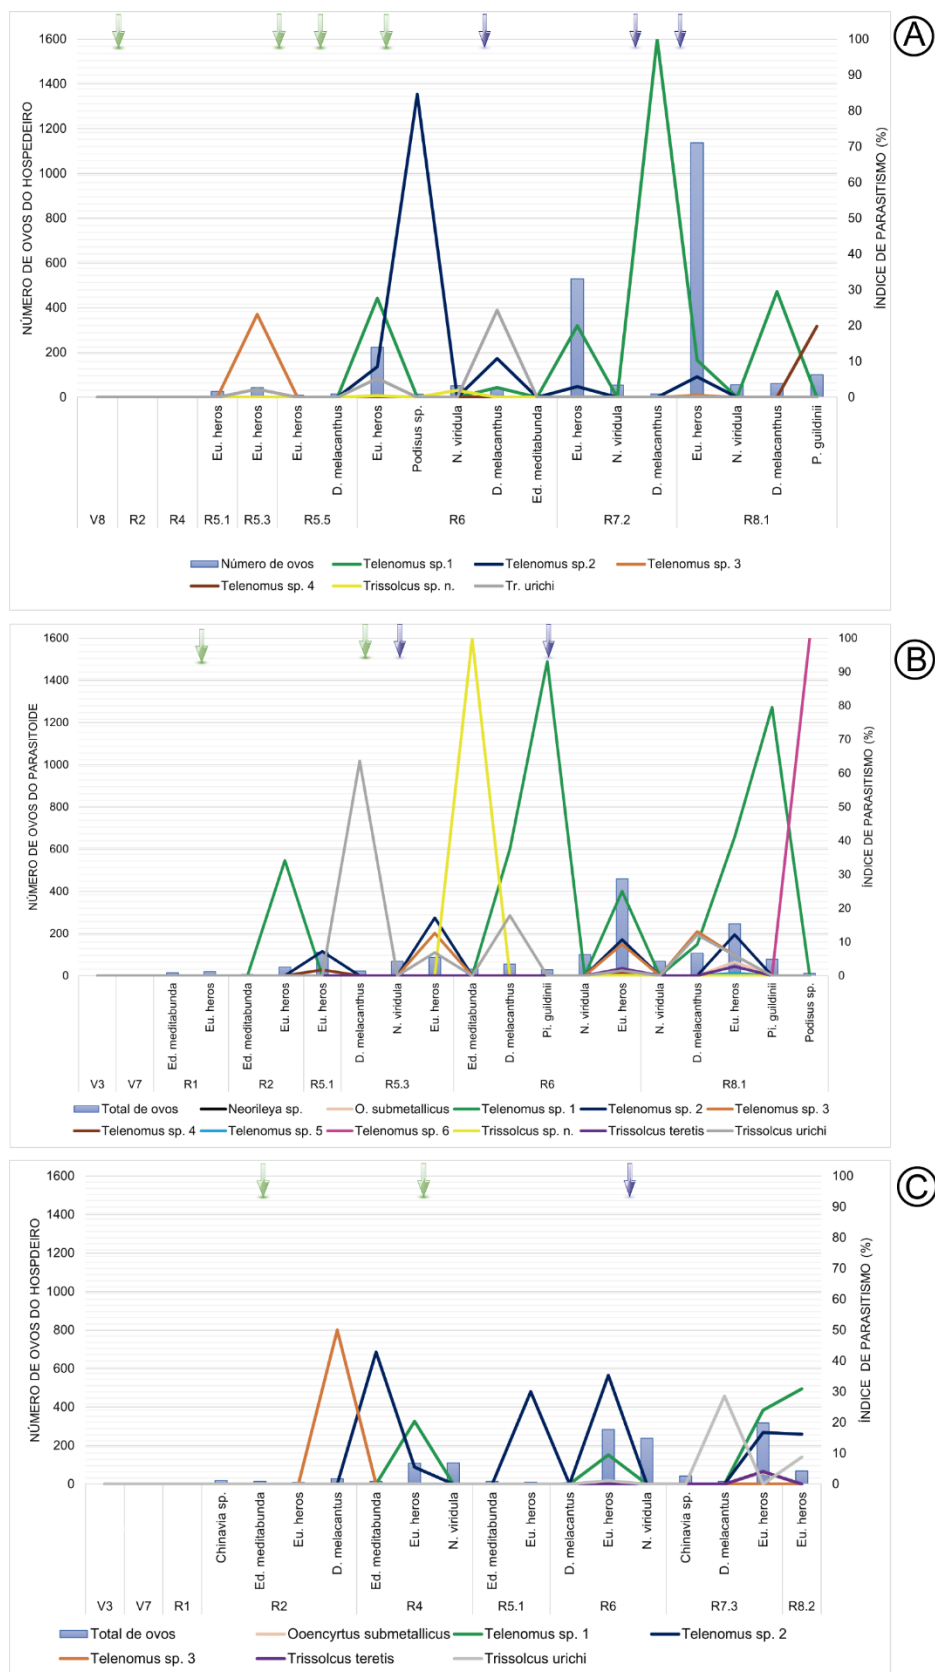 A
1600
1400
1200
1000
800
600
400
200
0
NÚMERO DE OVOS DO HOSPEDEIRO
100
90
80
70
60
50
40
30
20
10
0
ÍNDICE DE PARASITISMO (%)
Eu. heros
Eu. heros
Eu. heros
D. melacanthus
Eu. heros
Podisus sp.
N. viridula
D. melacanthus
Ed. meditabunda
Eu. heros
N. viridula
D. melacanthus
Eu. heros
N. viridula
D. melacanthus
P. guildinii
V8 R2 R4 R5.1 R5.3 R5.5 R6 R7.2 R8.1
Número de ovos Telenomus sp.1 Telenomus sp.2 Telenomus sp. 3
Telenomus sp. 4 Trissolcus sp. n. Tr. urichi
B
1600
1400
1200
1000
800
600
400
200
0
NÚMERO DE OVOS DO PARASITOIDE
100
90
80
70
60
50
40
30
20
10
0
ÍNDICE DE PARASITISMO (%)
Ed. meditabunda
Eu. heros
Ed. meditabunda
Eu. heros
Eu. heros
D. melacanthus
N. viridula
Eu. heros
Ed. meditabunda
D. melacanthus
Pi. guildinii
N. viridula
Eu. heros
N. viridula
D. melacanthus
Eu. heros
Pi. guildinii
Podisus sp.
V3 V7 R1 R2 R5.1 R5.3 R6 R8.1
Total de ovos Neorileya sp. O. submetallicus Telenomus sp. 1 Telenomus sp. 2 Telenomus sp. 3
Telenomus sp. 4 Telenomus sp. 5 Telenomus sp. 6 Trissolcus sp. n. Trissolcus teretis Trissolcus urichi
C
1600
1400
1200
1000
800
600
400
200
0
NÚMERO DE OVOS DO HOSPDEIRO
100
90
80
70
60
50
40
30
20
10
0
ÍNDICE DE PARASITISMO (%)
Chinavia sp.
Ed. meditabunda
Eu. heros
D. melacantus
Ed. meditabunda
Eu. heros
N. viridula
Ed. meditabunda
Eu. heros
D. melacantus
Eu. heros
N. viridula
Chinavia sp.
D. melacantus
Eu. heros
Eu. heros
V3 V7 R1 R2 R4 R5.1 R6 R7.3 R8.2
Total de ovos Ooencyrtus submetallicus Telenomus sp. 1 Telenomus sp. 2
Telenomus sp. 3 Trissolcus teretis Trissolcus urichi